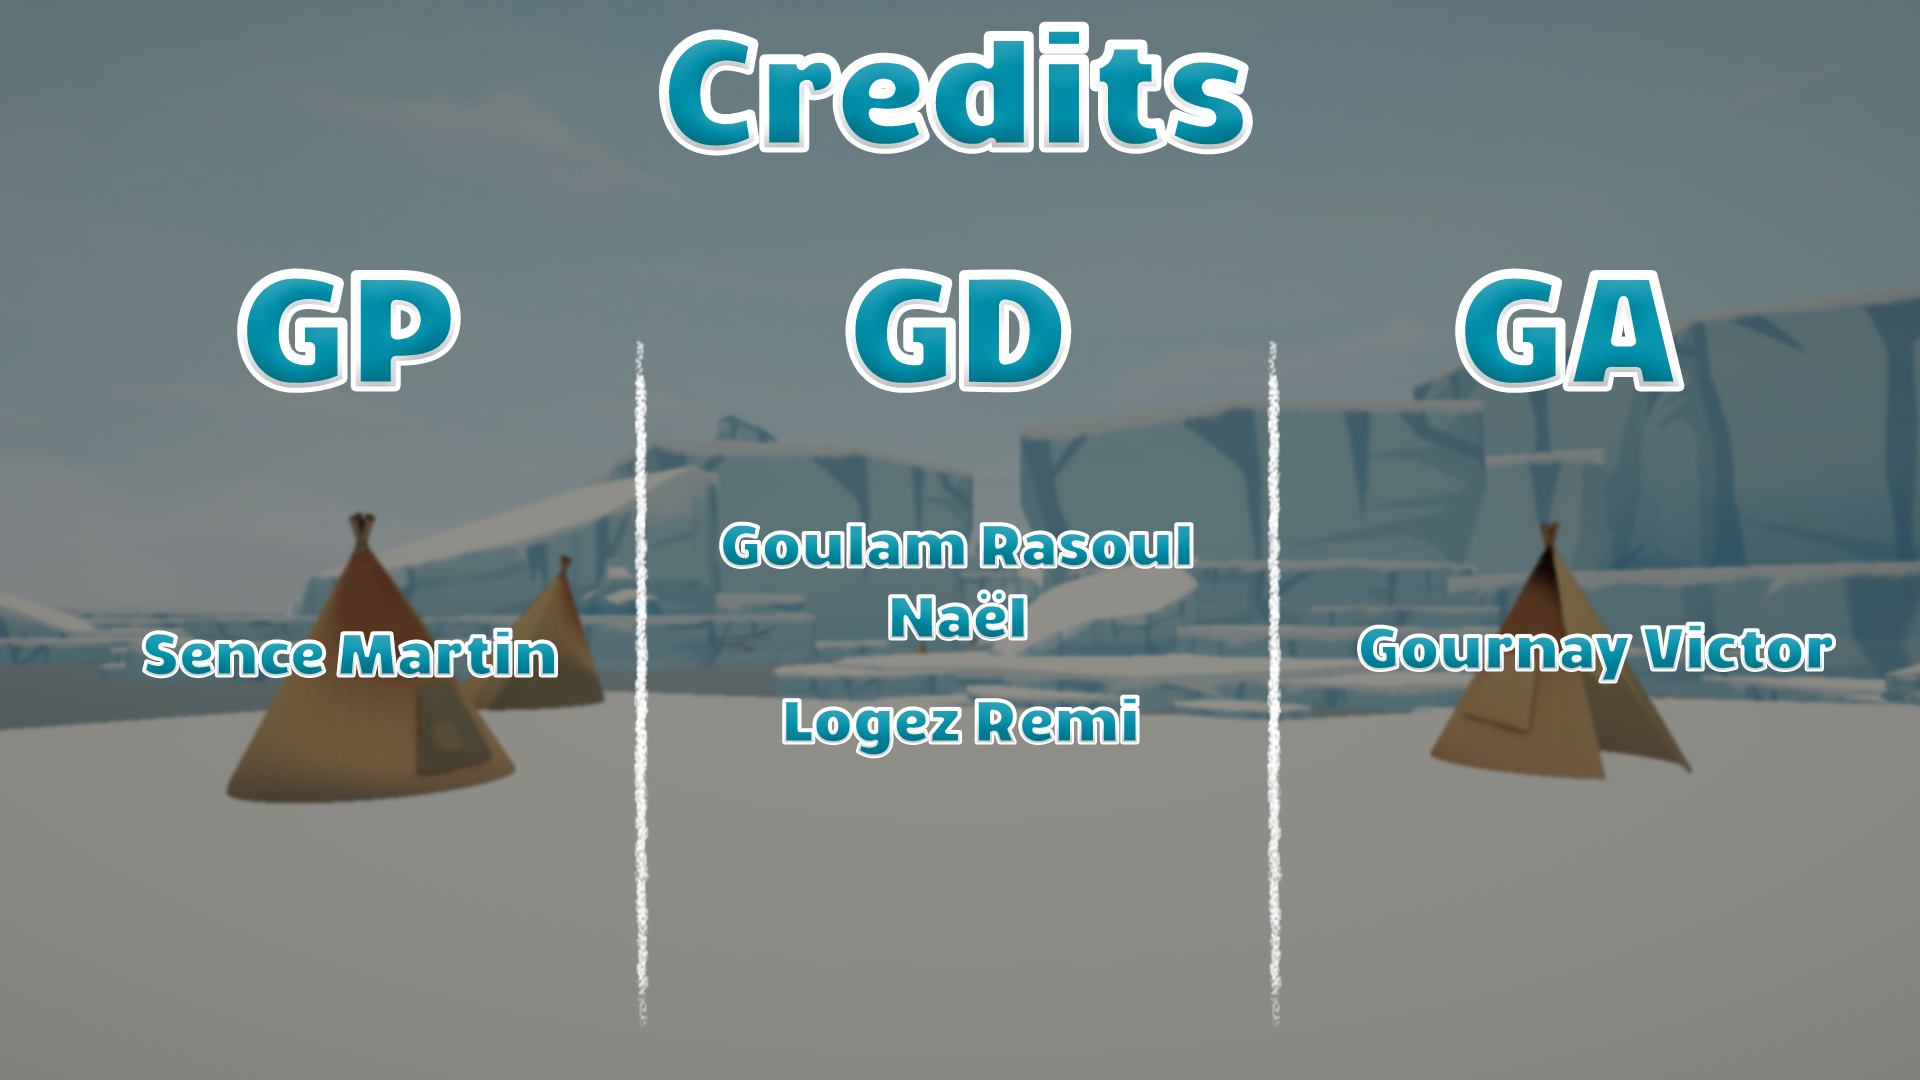 Credits
GP
GD
GA
Sence Martin
Goulam Rasoul
Naël
Logez Remi
Gournay Victor